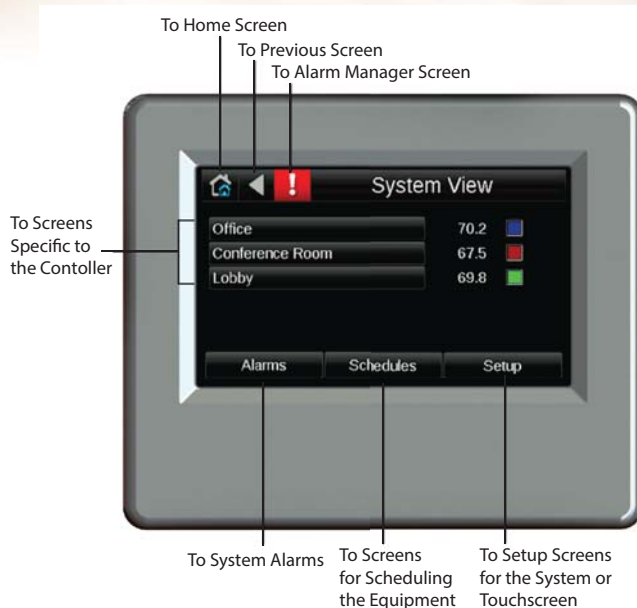 To Home Screen
To Previous Screen
To Alarm Manager Screen
!
System View
To Screens
Specific to
the Contoller
Office 70.2
Conference Room 67.5
Lobby 69.8
Alarms Schedules Setup
To System Alarms
To Screens
for Scheduling
the Equipment
To Setup Screens
for the System or
Touchscreen